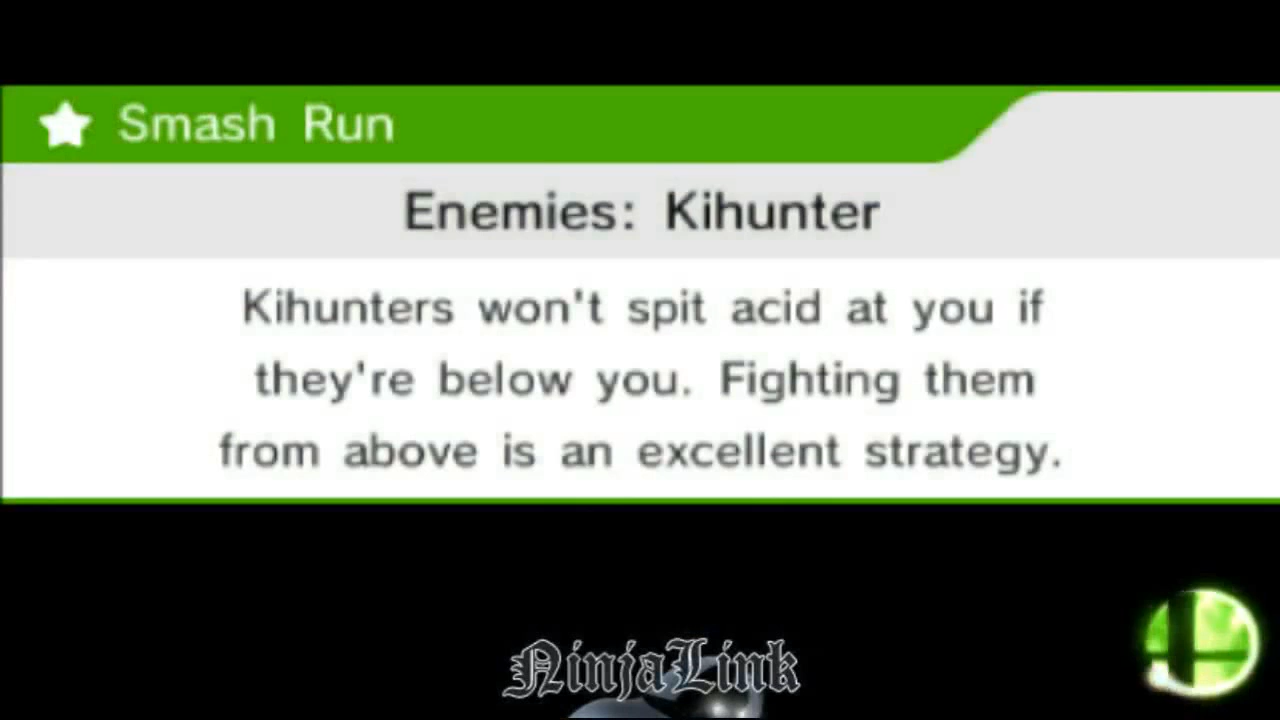 Smash Run
Enemies: Kihunter
Kihunters won't spit acid at you if
they're below you. Fighting them
from above is an excellent strategy.
NinjaLink